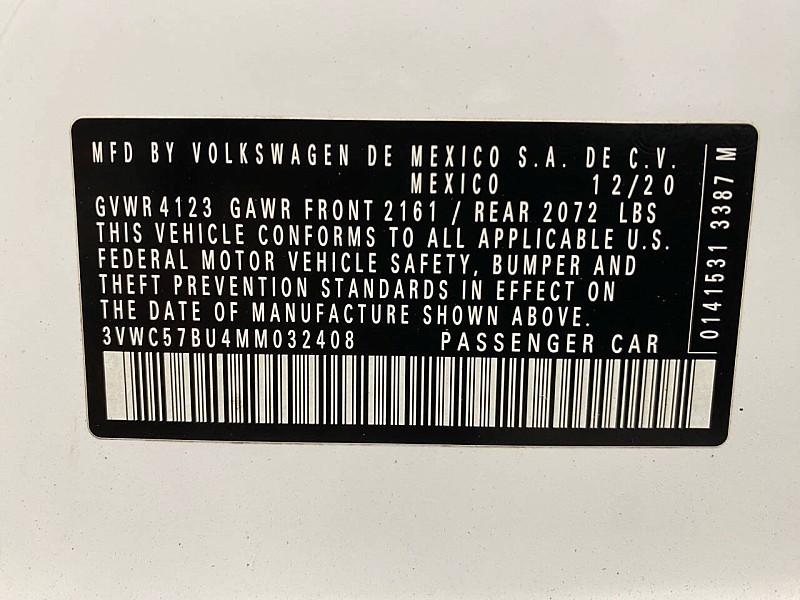 MFD BY VOLKSWAGEN DE MEXICO S.A. DE C.V.
MEXICO 12/20
GVWR 4123 GAWR FRONT 2161 / REAR 2072 LBS
THIS VEHICLE CONFORMS TO ALL APPLICABLE U.S.
FEDERAL MOTOR VEHICLE SAFETY, BUMPER AND
THEFT PREVENTION STANDARDS IN EFFECT ON
THE DATE OF MANUFACTURE SHOWN ABOVE.
3VWC57BU4MM032408 PASSENGER CAR
0141531 3387 M